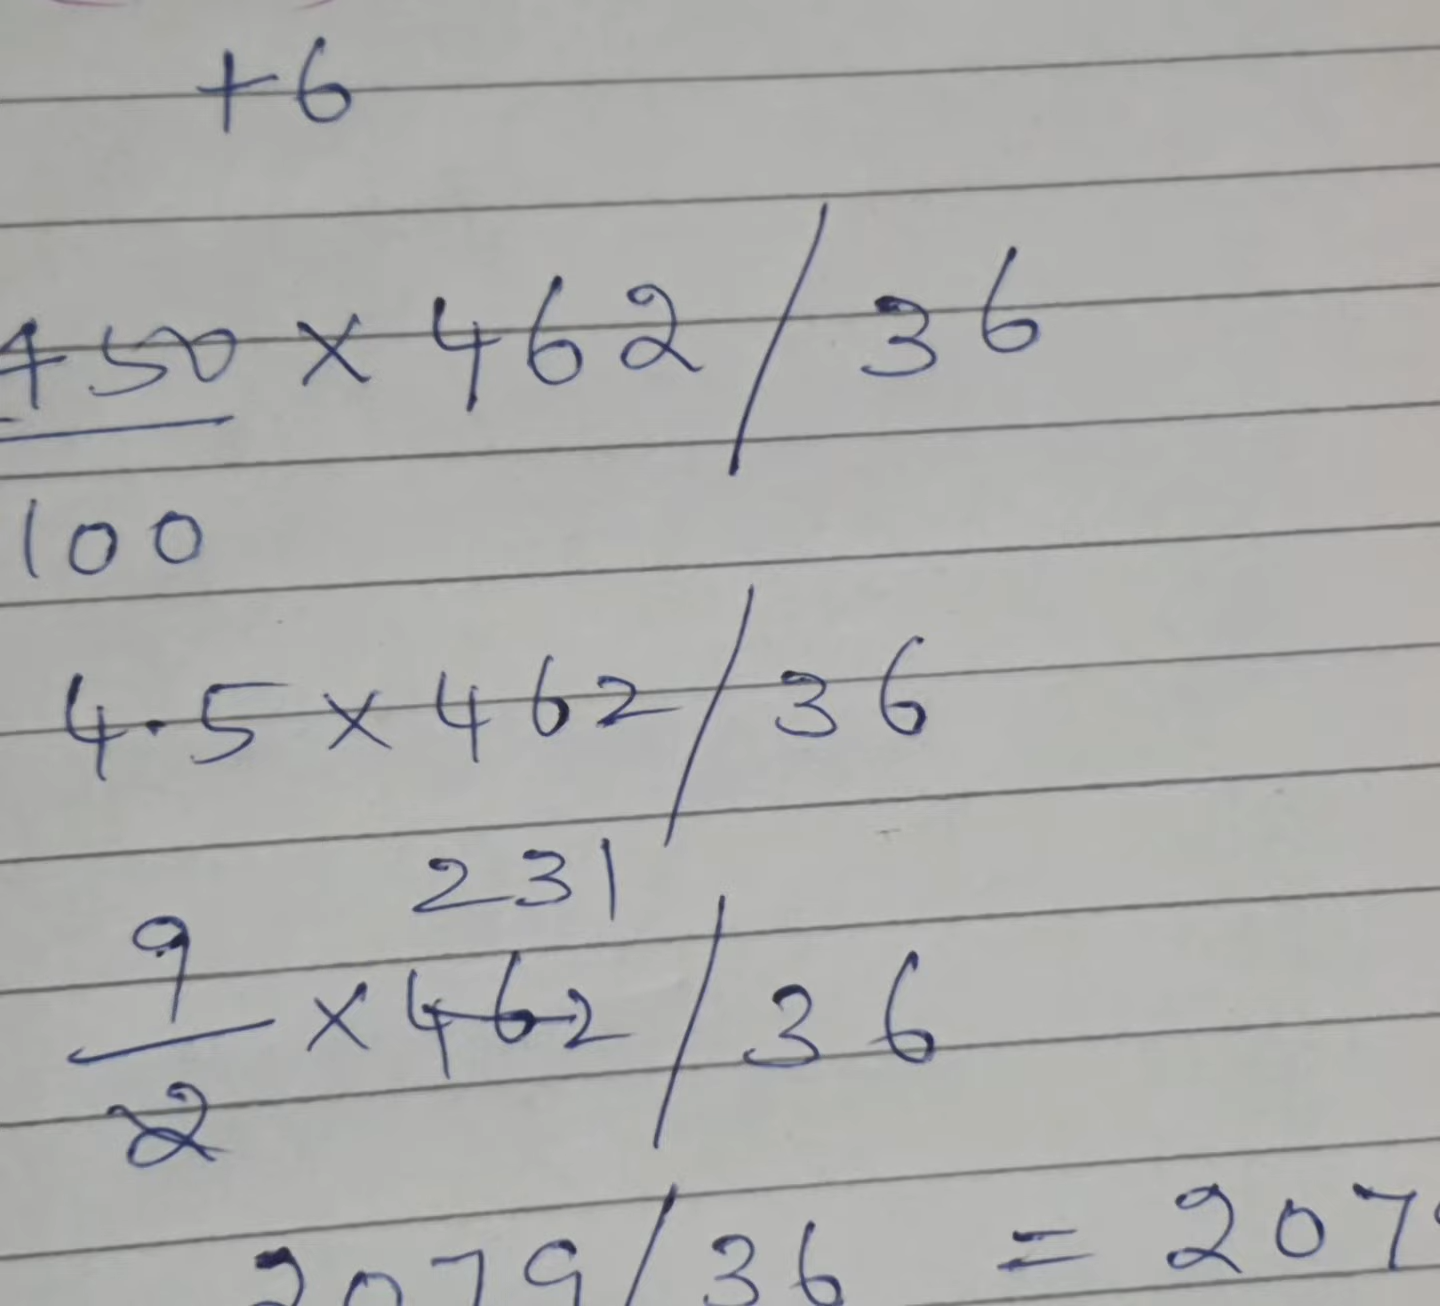 +6
450 × 462 / 36
100
4.5 × 462 / 36
231
9 × 462 / 36
2
2079 / 36 = 207